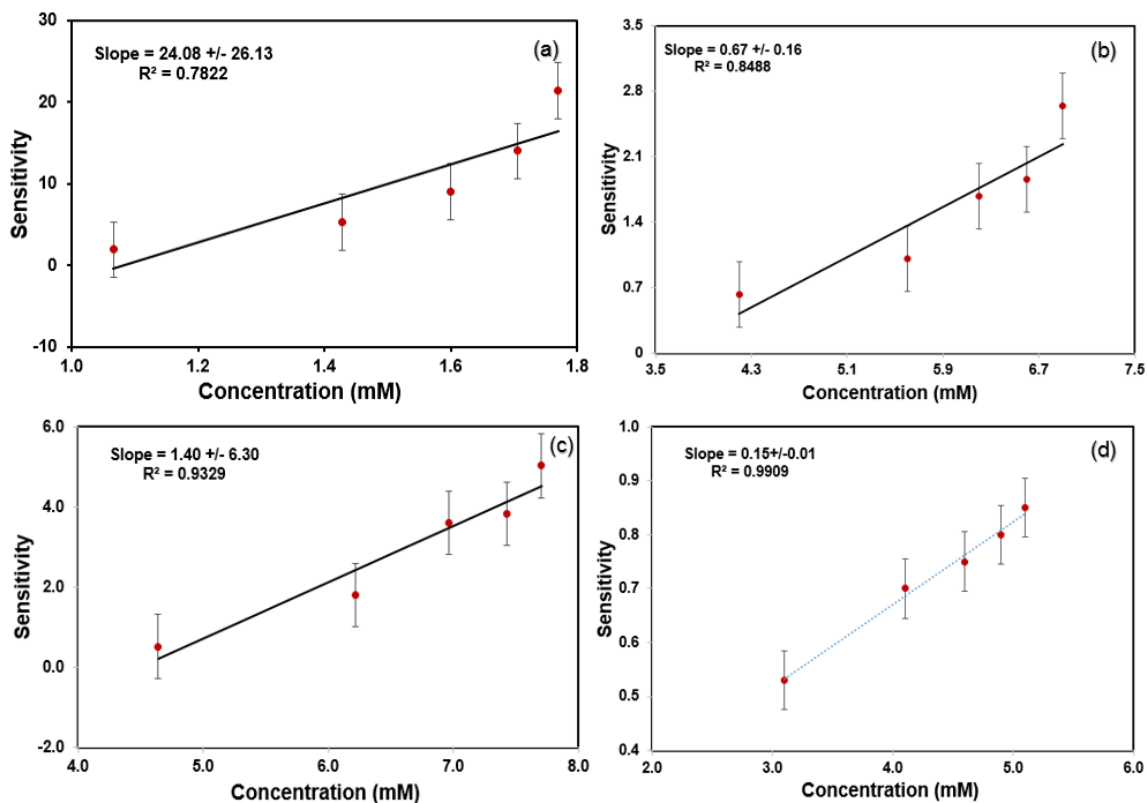 (a)
Slope = 24.08 +/- 26.13
R² = 0.7822
Sensitivity
40
30
20
10
0
-10
1.0 1.2 1.4 1.6 1.8
Concentration (mM)
(b)
Slope = 0.67 +/- 0.16
R² = 0.8488
Sensitivity
3.5
2.8
2.1
1.4
0.7
0
3.5 4.3 5.1 5.9 6.7 7.5
Concentration (mM)
(c)
Slope = 1.40 +/- 6.30
R² = 0.9329
Sensitivity
6.0
4.0
2.0
0.0
-2.0
4.0 5.0 6.0 7.0 8.0
Concentration (mM)
(d)
Slope = 0.15+/-0.01
R² = 0.9909
Sensitivity
1.0
0.9
0.8
0.7
0.6
0.5
0.4
2.0 3.0 4.0 5.0 6.0
Concentration (mM)